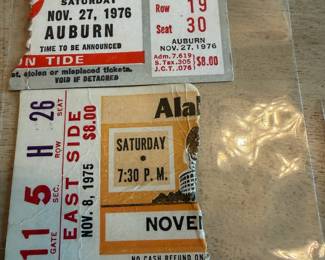 SATURDAY
NOV. 27, 1976
AUBURN
TIME TO BE ANNOUNCED
ON TIDE
lost, stolen or misplaced tickets.
VOID IF DETACHED
Row 19
Seat 30
AUBURN
NOV. 27, 1976
Adm. 7.619
S. Tax .305
J.C.T. .076
$8.00
11 GATE
5 SEC.
H ROW
26 SEAT
EAST SIDE
NOV. 8, 1975 $8.00
Ala
SATURDAY
7:30 P. M.
NOVE
NO CASH REFUND ON